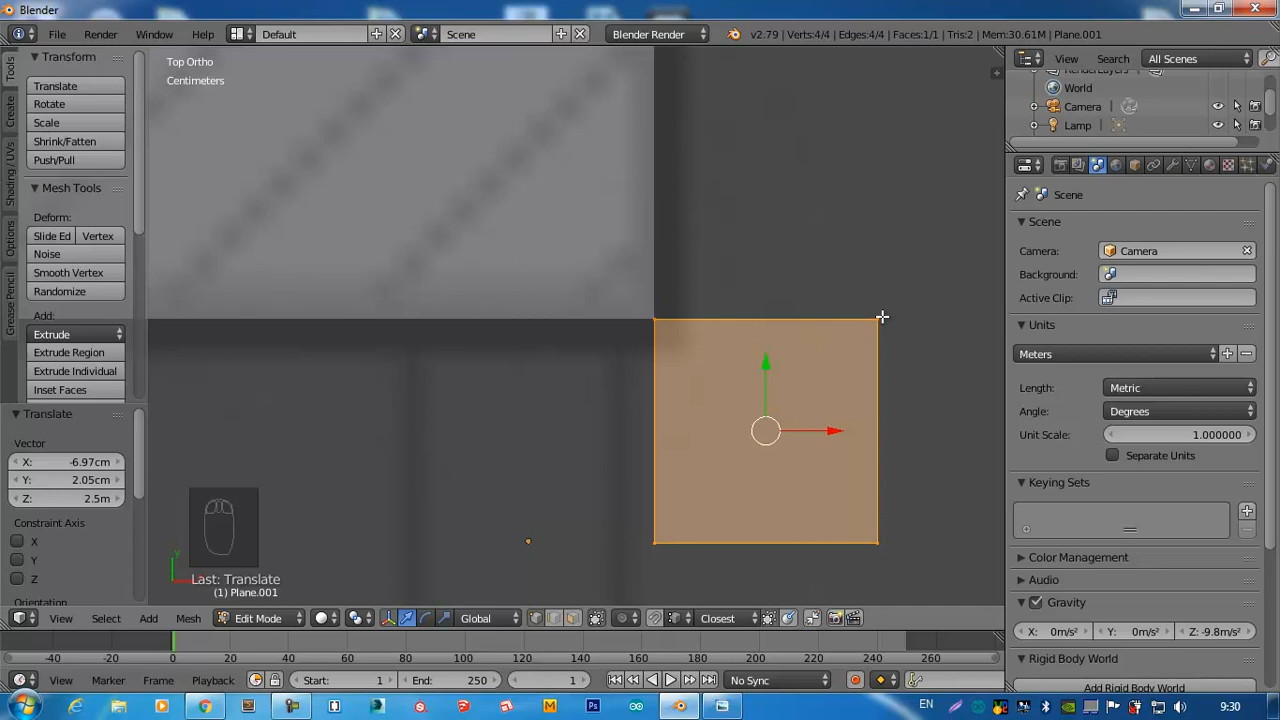 Blender
File Render Window Help Default Scene Blender Render v2.79 | Verts:4/4 | Edges:4/4 | Faces:1/1 | Tris:2 | Mem:30.61M | Plane.001
Tools
Create
Shading / UVs
Options
Grease Pencil
Transform
Translate
Rotate
Scale
Shrink/Fatten
Push/Pull
Mesh Tools
Deform:
Slide Ed Vertex
Noise
Smooth Vertex
Randomize
Add:
Extrude
Extrude Region
Extrude Individual
Inset Faces
Translate
Vector
X: -6.97cm
Y: 2.05cm
Z: 2.5m
Constraint Axis
X
Y
Z
Orientation
Top Ortho
Centimeters
Y
Last: Translate
(1) Plane.001
View Select Add Mesh Edit Mode Global Closest
-40 -20 0 20 40 60 80 100 120 140 160 180 200 220 240 260
View Marker Frame Playback Start: 1 End: 250 1 No Sync
View Search All Scenes
RenderLayers
World
Camera
Lamp
Scene
Scene
Camera: Camera
Background:
Active Clip:
Units
Meters
Length: Metric
Angle: Degrees
Unit Scale: 1.000000
Separate Units
Keying Sets
Color Management
Audio
Gravity
X: 0m/s² Y: 0m/s² Z: -9.8m/s²
Rigid Body World
Add Rigid Body World
EN 9:30